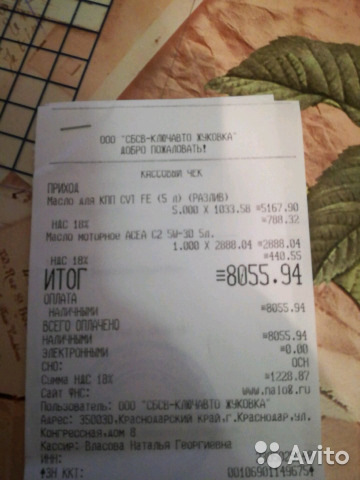 ООО "СБСВ-КЛЮЧАВТО ЖУКОВКА"
ДОБРО ПОЖАЛОВАТЬ!
КАССОВЫЙ ЧЕК
ПРИХОД
Масло для КПП CVT FE (5 л) (РАЗЛИВ)
5.000 X 1033.58 ≡5167.90
НДС 18% ≡788.32
Масло моторное ACEA C2 5W-30 5л.
1.000 X 2888.04 ≡2888.04
НДС 18% ≡440.55
ИТОГ ≡8055.94
ОПЛАТА
НАЛИЧНЫМИ ≡8055.94
ВСЕГО ОПЛАЧЕНО
НАЛИЧНЫМИ ≡8055.94
ЭЛЕКТРОННЫМИ ≡0.00
СНО: ОСН
Сумма НДС 18% ≡1228.87
Сайт ФНС: www.nalog.ru
Пользователь: ООО "СБСВ-КЛЮЧАВТО ЖУКОВКА"
Адрес: 350030,Краснодарский край,г.Краснодар,ул.
Конгрессная,дом 8
Кассир: Власова Наталья Георгиевна
ИНН:
ЗН ККТ: 00106901149675
Avito